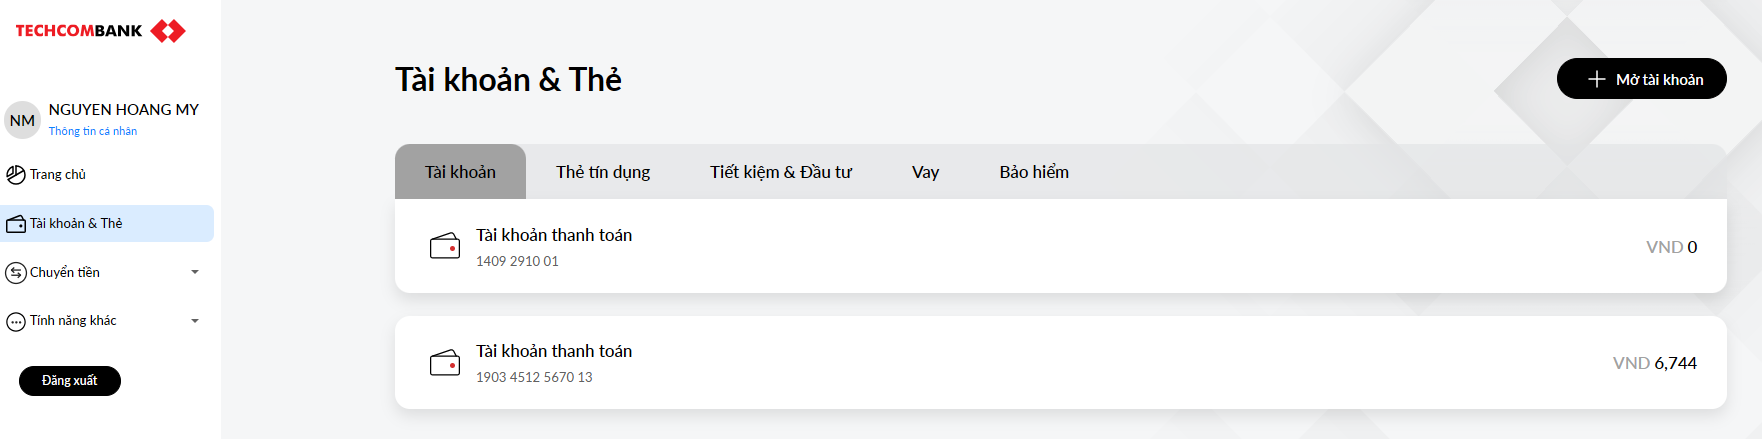 TECHCOMBANK
NM
NGUYEN HOANG MY
Thông tin cá nhân
Trang chủ
Tài khoản & Thẻ
Chuyển tiền
Tính năng khác
Đăng xuất
Tài khoản & Thẻ
Mở tài khoản
Tài khoản Thẻ tín dụng Tiết kiệm & Đầu tư Vay Bảo hiểm
Tài khoản thanh toán
1409 2910 01
VND 0
Tài khoản thanh toán
1903 4512 5670 13
VND 6,744